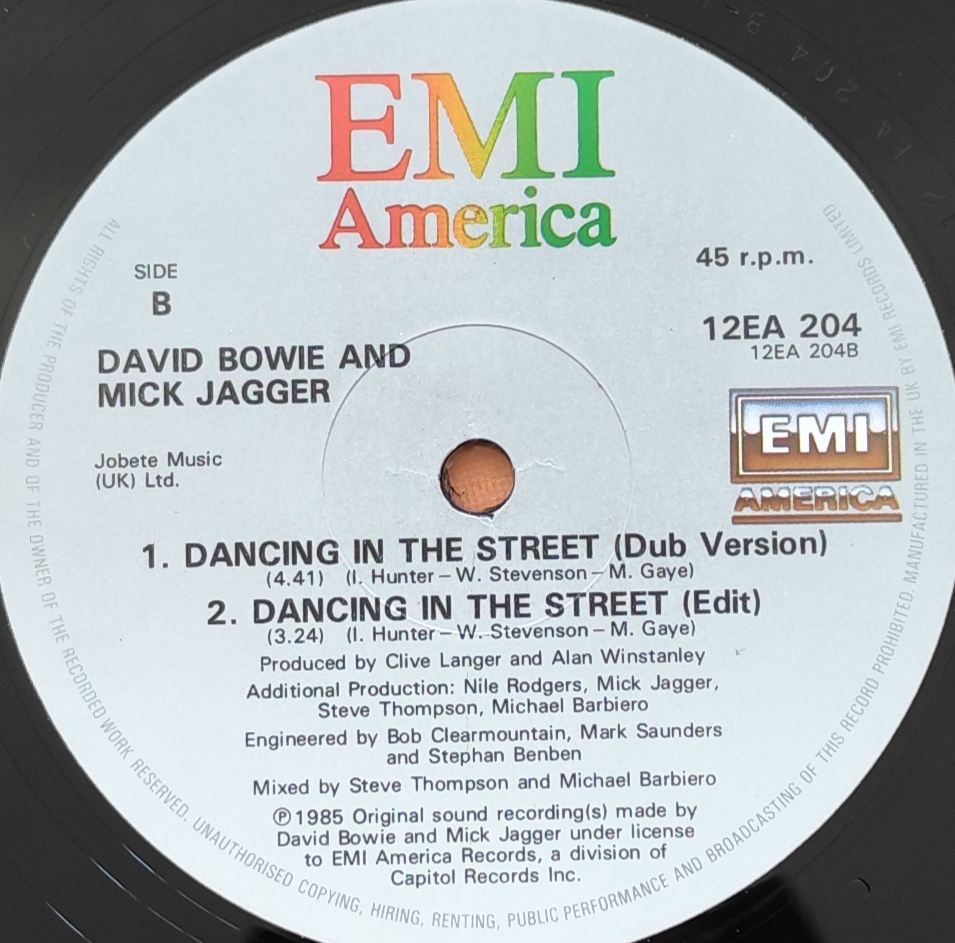 EMI
America
SIDE
B
45 r.p.m.
12EA 204
12EA 204B
DAVID BOWIE AND
MICK JAGGER
EMI
AMERICA
Jobete Music
(UK) Ltd.
1. DANCING IN THE STREET (Dub Version)
(4.41) (I. Hunter – W. Stevenson – M. Gaye)
2. DANCING IN THE STREET (Edit)
(3.24) (I. Hunter – W. Stevenson – M. Gaye)
Produced by Clive Langer and Alan Winstanley
Additional Production: Nile Rodgers, Mick Jagger,
Steve Thompson, Michael Barbiero
Engineered by Bob Clearmountain, Mark Saunders
and Stephan Benben
Mixed by Steve Thompson and Michael Barbiero
Ⓟ1985 Original sound recording(s) made by
David Bowie and Mick Jagger under license
to EMI America Records, a division of
Capitol Records Inc.
ALL RIGHTS OF THE PRODUCER AND OF THE OWNER OF THE RECORDED WORK RESERVED. UNAUTHORISED COPYING, HIRING, RENTING, PUBLIC PERFORMANCE AND BROADCASTING OF THIS RECORD PROHIBITED. MANUFACTURED IN THE UK BY EMI RECORDS LIMITED